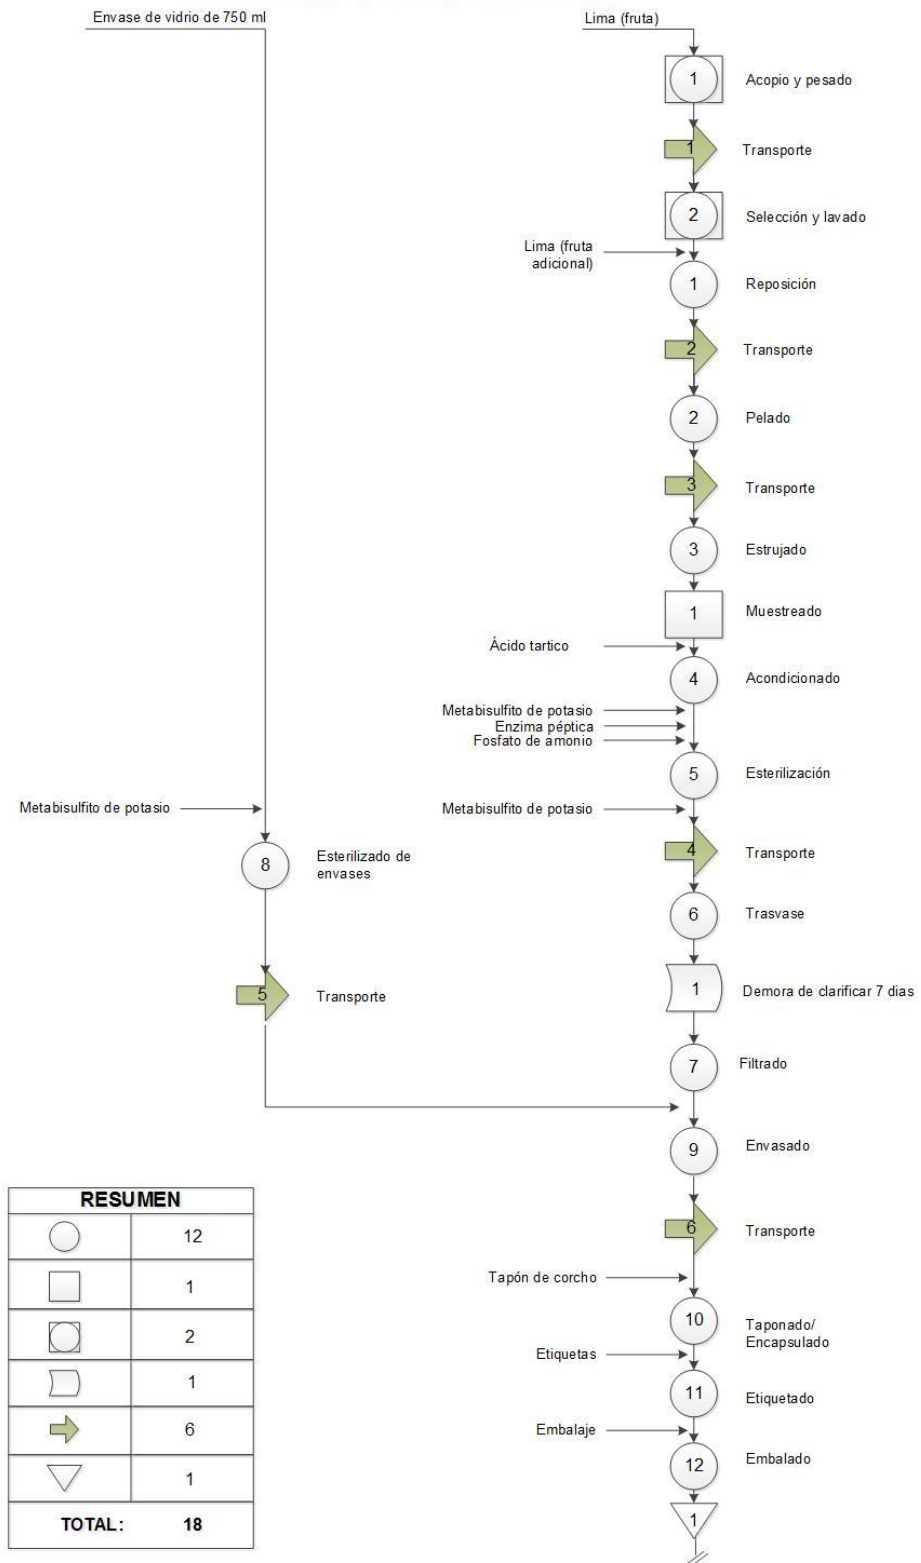 Envase de vidrio de 750 ml
Lima (fruta)
1
Acopio y pesado
1
Transporte
2
Selección y lavado
Lima (fruta
adicional)
1
Reposición
2
Transporte
2
Pelado
3
Transporte
3
Estrujado
1
Muestreado
Ácido tartico
4
Acondicionado
Metabisulfito de potasio
Enzima péptica
Fosfato de amonio
5
Esterilización
Metabisulfito de potasio
Metabisulfito de potasio
4
Transporte
8
Esterilizado de
envases
6
Trasvase
5
Transporte
1
Demora de clarificar 7 dias
7
Filtrado
9
Envasado
6
Transporte
Tapón de corcho
10
Taponado/
Encapsulado
Etiquetas
11
Etiquetado
Embalaje
12
Embalado
1
RESUMEN
12
1
2
1
6
1
TOTAL: 18